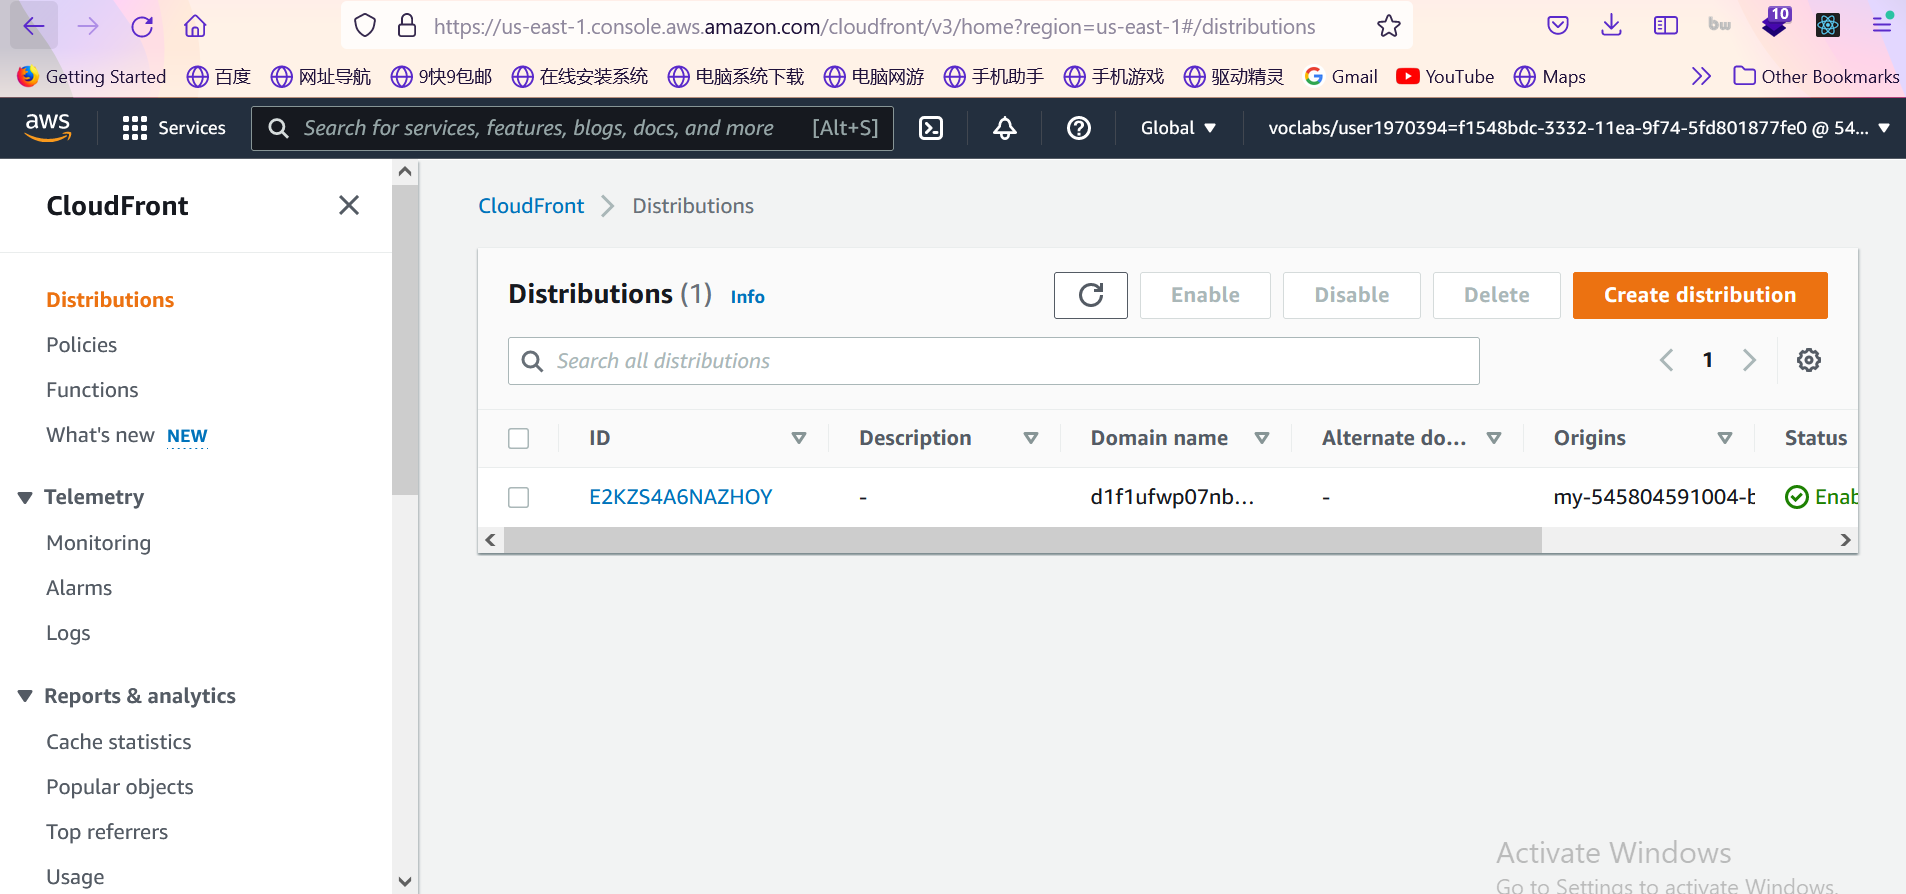 https://us-east-1.console.aws.amazon.com/cloudfront/v3/home?region=us-east-1#/distributions
bw
10
Getting Started 百度 网址导航 9快9包邮 在线安装系统 电脑系统下载 电脑网游 手机助手 手机游戏 驱动精灵 Gmail YouTube Maps Other Bookmarks
aws Services Search for services, features, blogs, docs, and more [Alt+S] Global voclabs/user1970394=f1548bdc-3332-11ea-9f74-5fd801877fe0 @ 54...
CloudFront
Distributions
Policies
Functions
What's new NEW
Telemetry
Monitoring
Alarms
Logs
Reports & analytics
Cache statistics
Popular objects
Top referrers
Usage
CloudFront > Distributions
Distributions (1) Info Enable Disable Delete Create distribution
Search all distributions 1
ID Description Domain name Alternate do... Origins Status
E2KZS4A6NAZHOY - d1f1ufwp07nb... - my-545804591004-b Enab
Activate Windows
Go to Settings to activate Windows.